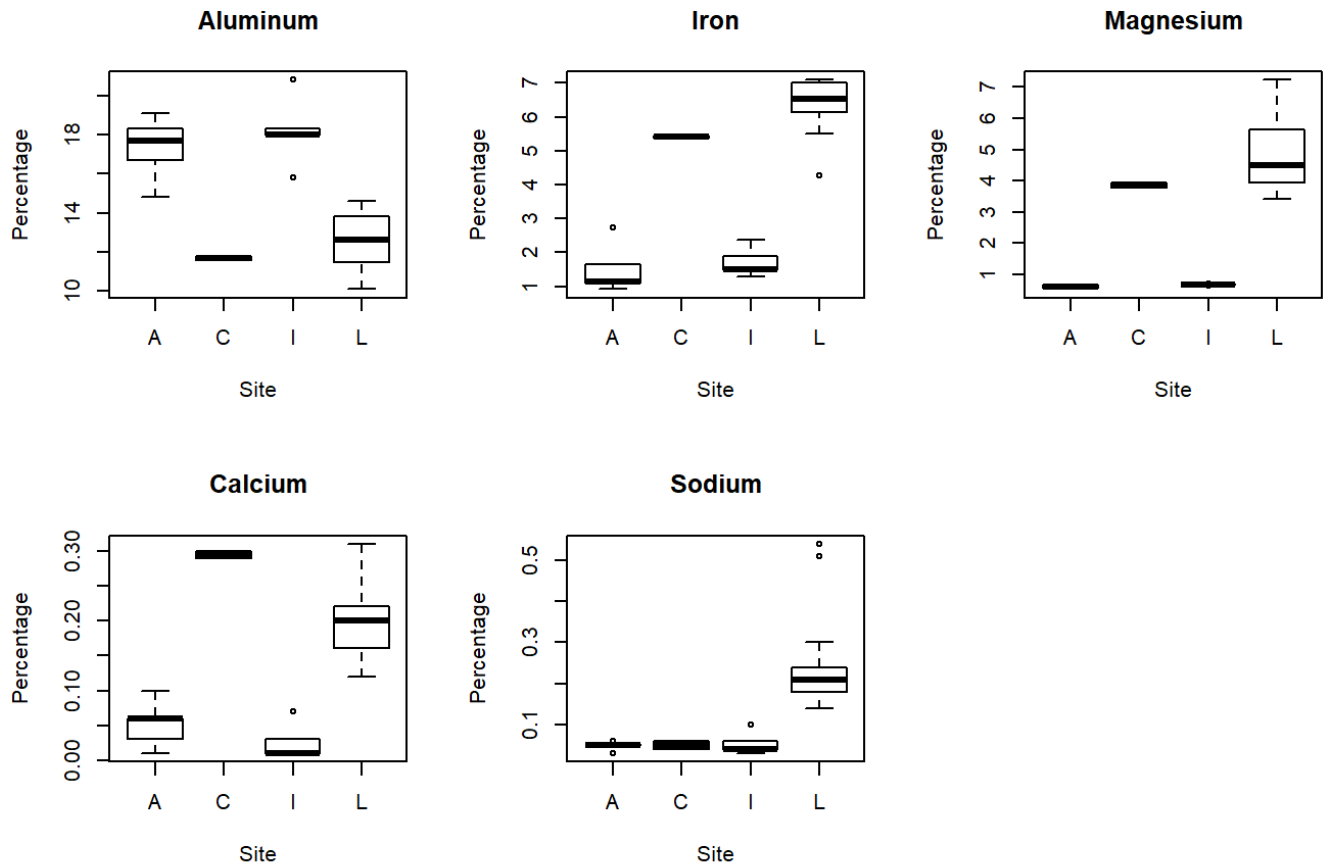 Aluminum
Percentage
18
14
10
A C I L
Site
Iron
Percentage
7
6
5
4
3
2
1
A C I L
Site
Magnesium
Percentage
7
6
5
4
3
2
1
A C I L
Site
Calcium
Percentage
0.30
0.20
0.10
0.00
A C I L
Site
Sodium
Percentage
0.5
0.3
0.1
A C I L
Site